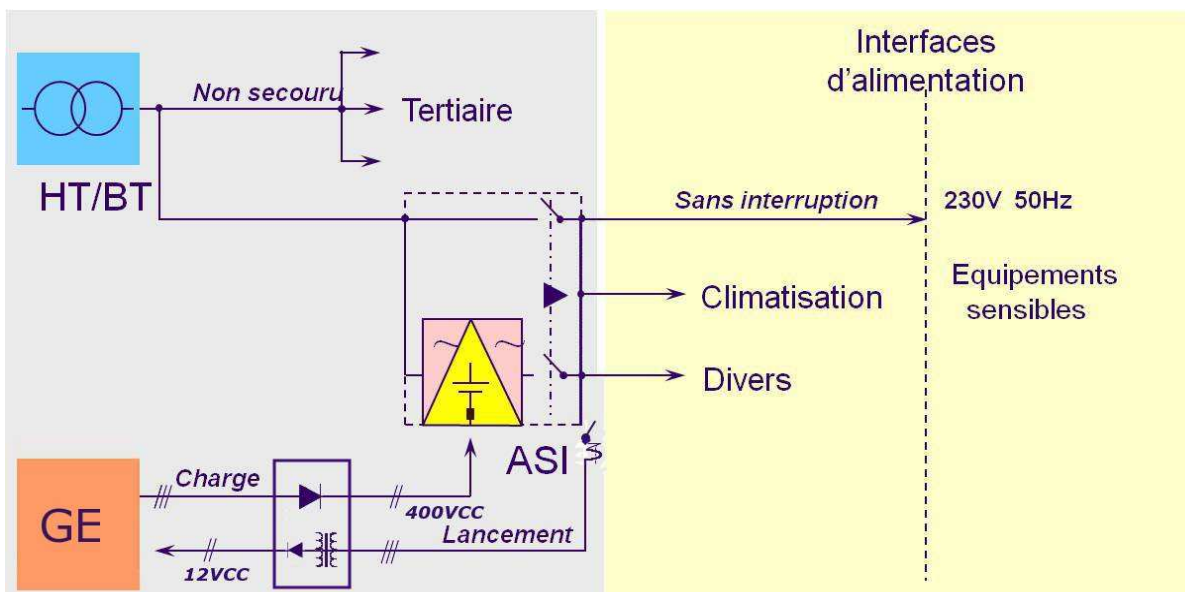 Interfaces
d'alimentation
Non secouru
Tertiaire
HT/BT
Sans interruption
230V 50Hz
Climatisation
Equipements
sensibles
Divers
ASI
Charge
400VCC
GE
Lancement
12VCC